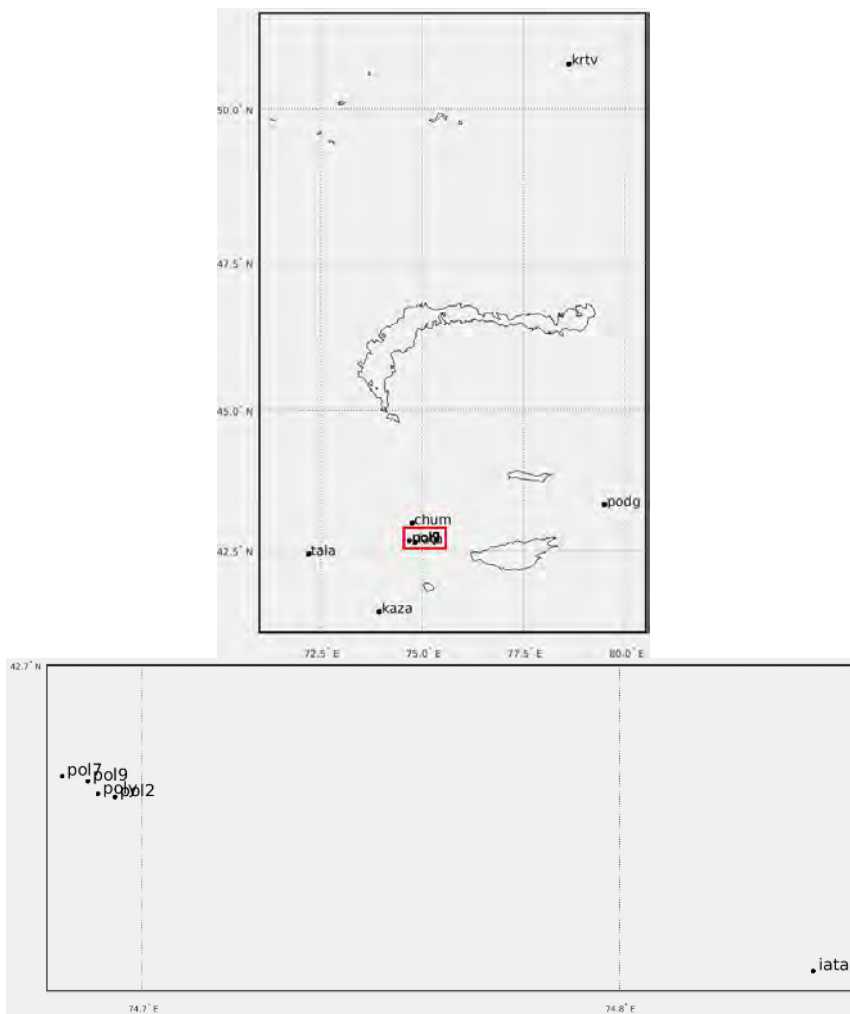 krtv
50.0° N
47.5° N
45.0° N
podg
chum
42.5° N
tala
kaza
72.5° E 75.0° E 77.5° E 80.0° E
42.7° N
pol7
pol9
poly
pol2
iata
74.7° E 74.8° E